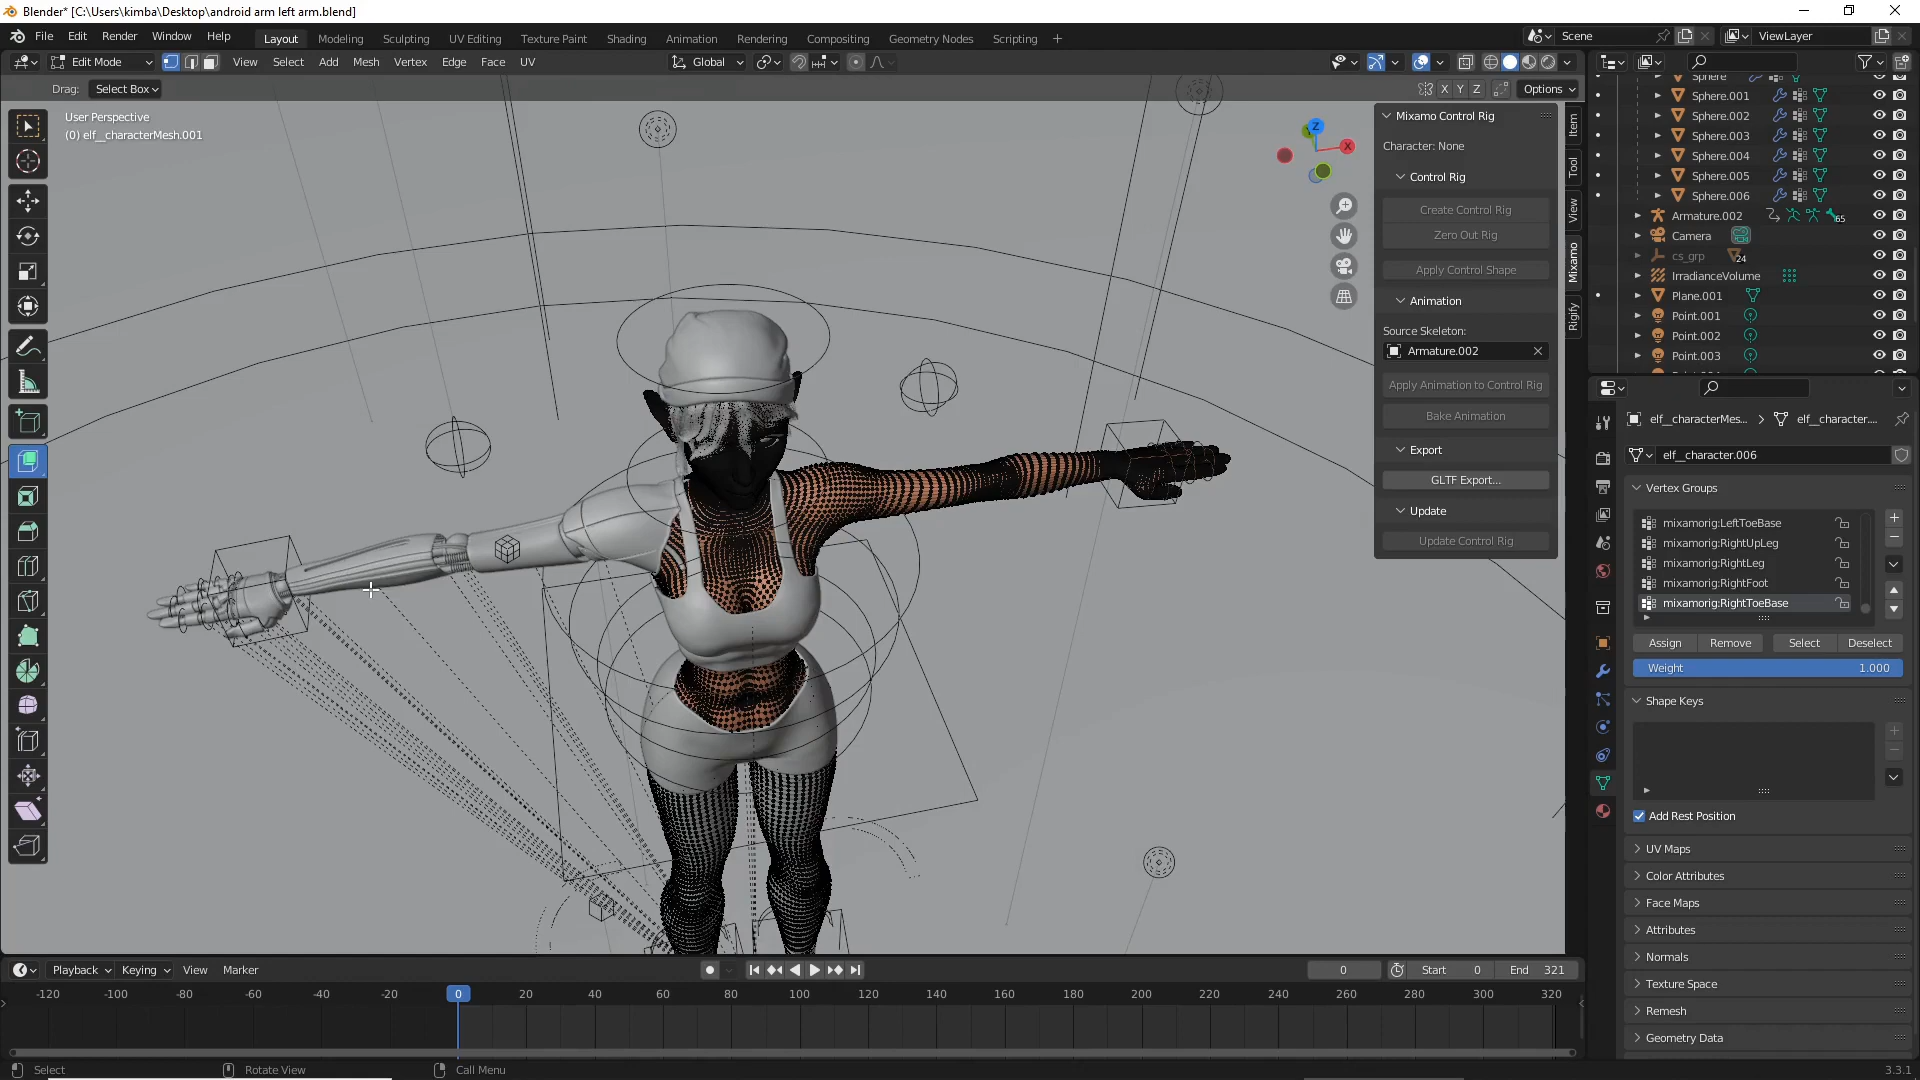 Blender* [C:\Users\kimba\Desktop\android arm left arm.blend]
File Edit Render Window Help Layout Modeling Sculpting UV Editing Texture Paint Shading Animation Rendering Compositing Geometry Nodes Scripting + Scene ViewLayer
Edit Mode View Select Add Mesh Vertex Edge Face UV Global
Drag: Select Box X Y Z Options
User Perspective
(0) elf__characterMesh.001
Z
Y
X
Mixamo Control Rig
Character: None
Control Rig
Create Control Rig
Zero Out Rig
Apply Control Shape
Animation
Source Skeleton:
Armature.002
Apply Animation to Control Rig
Bake Animation
Export
GLTF Export...
Update
Update Control Rig
Item
Tool
View
Mixamo
Rigify
Sphere
Sphere.001
Sphere.002
Sphere.003
Sphere.004
Sphere.005
Sphere.006
Armature.002 65
Camera
cs_grp 24
IrradianceVolume
Plane.001
Point.001
Point.002
Point.003
elf__characterMes... elf__character....
elf__character.006
Vertex Groups
mixamorig:LeftToeBase
mixamorig:RightUpLeg
mixamorig:RightLeg
mixamorig:RightFoot
mixamorig:RightToeBase
Assign Remove Select Deselect
Weight 1.000
Shape Keys
Add Rest Position
UV Maps
Color Attributes
Face Maps
Attributes
Normals
Texture Space
Remesh
Geometry Data
Playback Keying View Marker 0 Start 0 End 321
-120 -100 -80 -60 -40 -20 0 20 40 60 80 100 120 140 160 180 200 220 240 260 280 300 320
Select Rotate View Call Menu 3.3.1